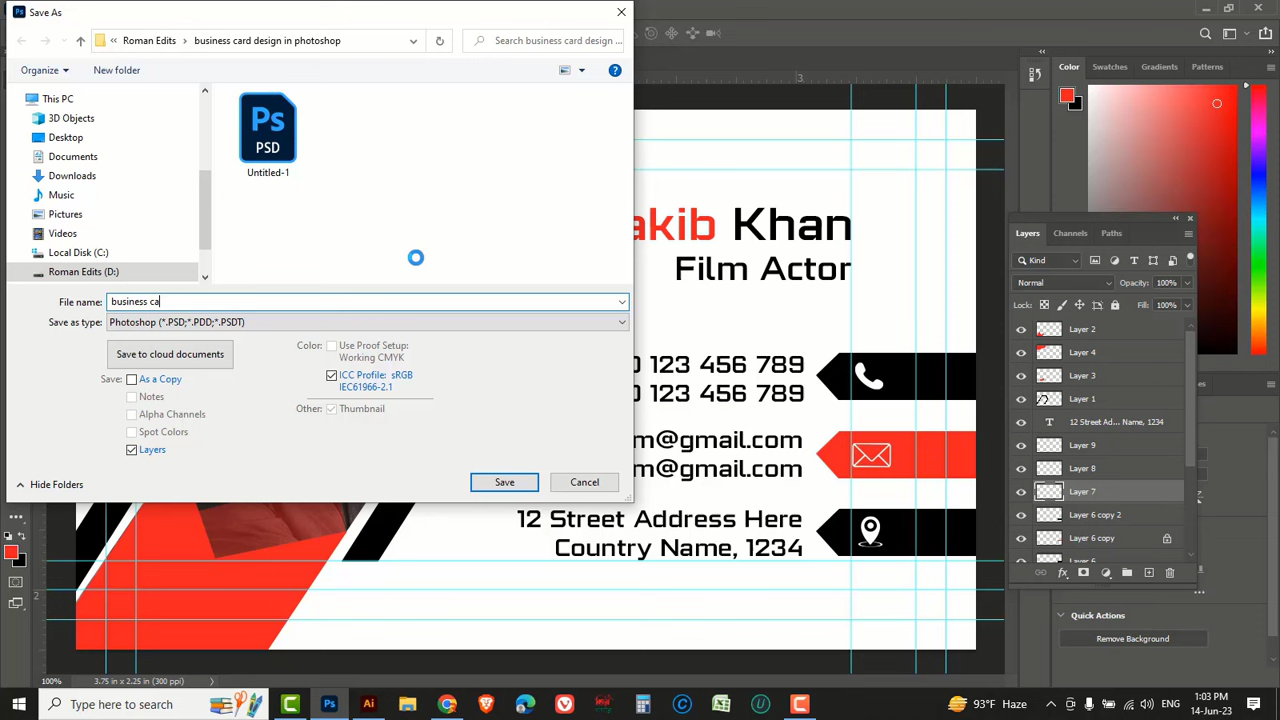 Save As
Roman Edits
business card design in photoshop
Search business card design ...
Organize
New folder
This PC
3D Objects
Desktop
Documents
Downloads
Music
Pictures
Videos
Local Disk (C:)
Roman Edits (D:)
Ps
PSD
Untitled-1
File name:
business ca
Save as type:
Photoshop (*.PSD;*.PDD;*.PSDT)
Save to cloud documents
Save:
As a Copy
Notes
Alpha Channels
Spot Colors
Layers
Color:
Use Proof Setup:
Working CMYK
ICC Profile: sRGB
IEC61966-2.1
Other:
Thumbnail
Hide Folders
Save
Cancel
3
akib Khan
Film Actor
0 123 456 789
0 123 456 789
m@gmail.com
m@gmail.com
12 Street Address Here
Country Name, 1234
2
100%
3.75 in x 2.25 in (300 ppi)
Color
Swatches
Gradients
Patterns
Layers
Channels
Paths
Kind
Normal
Opacity: 100%
Lock:
Fill: 100%
Layer 2
Layer 4
Layer 3
Layer 1
T
12 Street Ad... Name, 1234
Layer 9
Layer 8
Layer 7
Layer 6 copy 2
Layer 6 copy
fx
Quick Actions
Remove Background
Type here to search
Ps
Ai
93°F Haze
ENG
1:03 PM
14-Jun-23